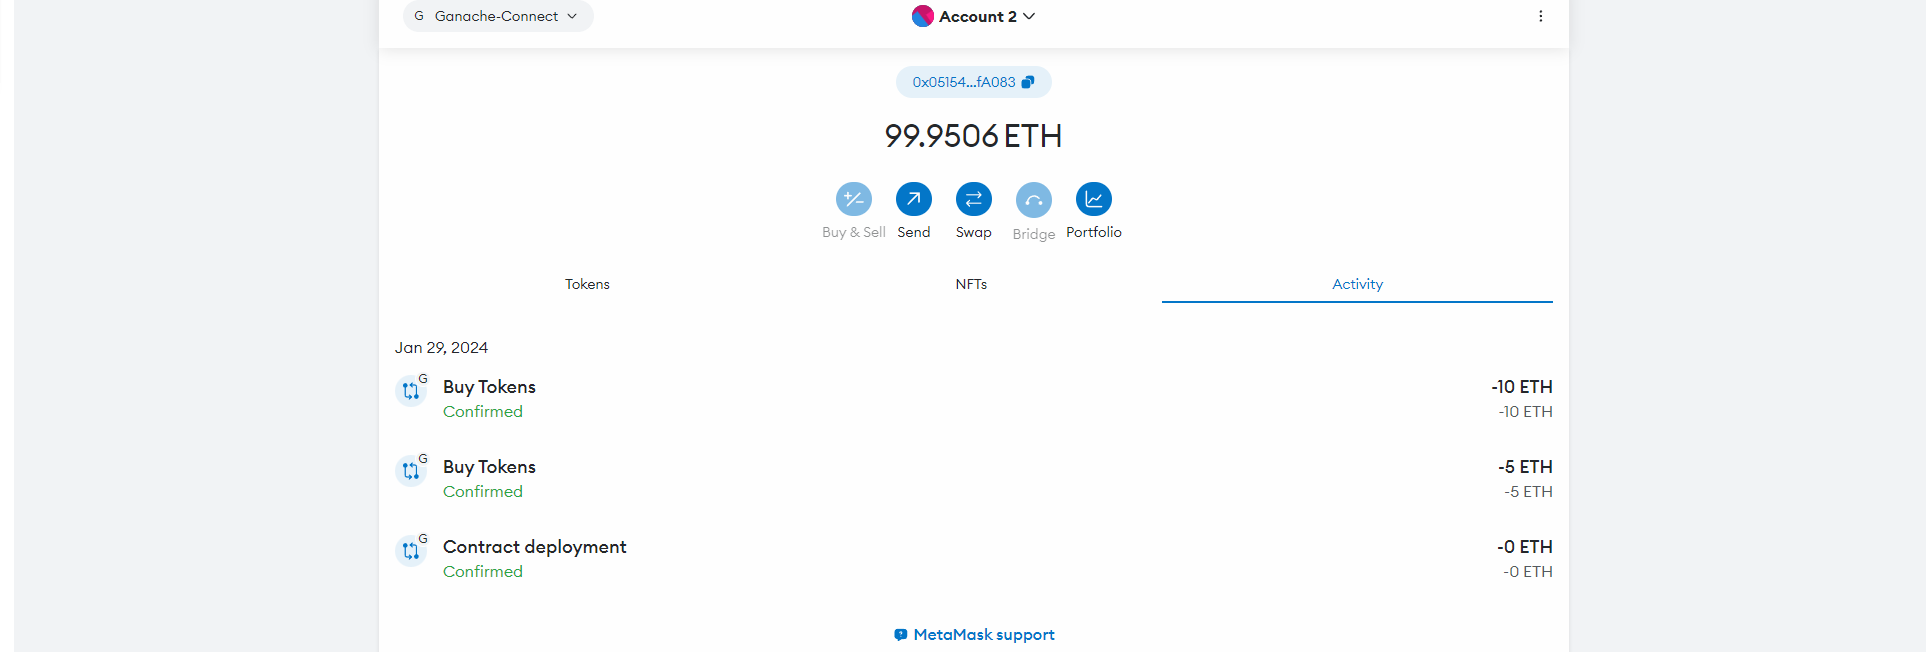 G Ganache-Connect
Account 2
0x05154...fA083
99.9506 ETH
Buy & Sell Send Swap Bridge Portfolio
Tokens NFTs Activity
Jan 29, 2024
G
Buy Tokens -10 ETH
Confirmed -10 ETH
G
Buy Tokens -5 ETH
Confirmed -5 ETH
G
Contract deployment -0 ETH
Confirmed -0 ETH
MetaMask support